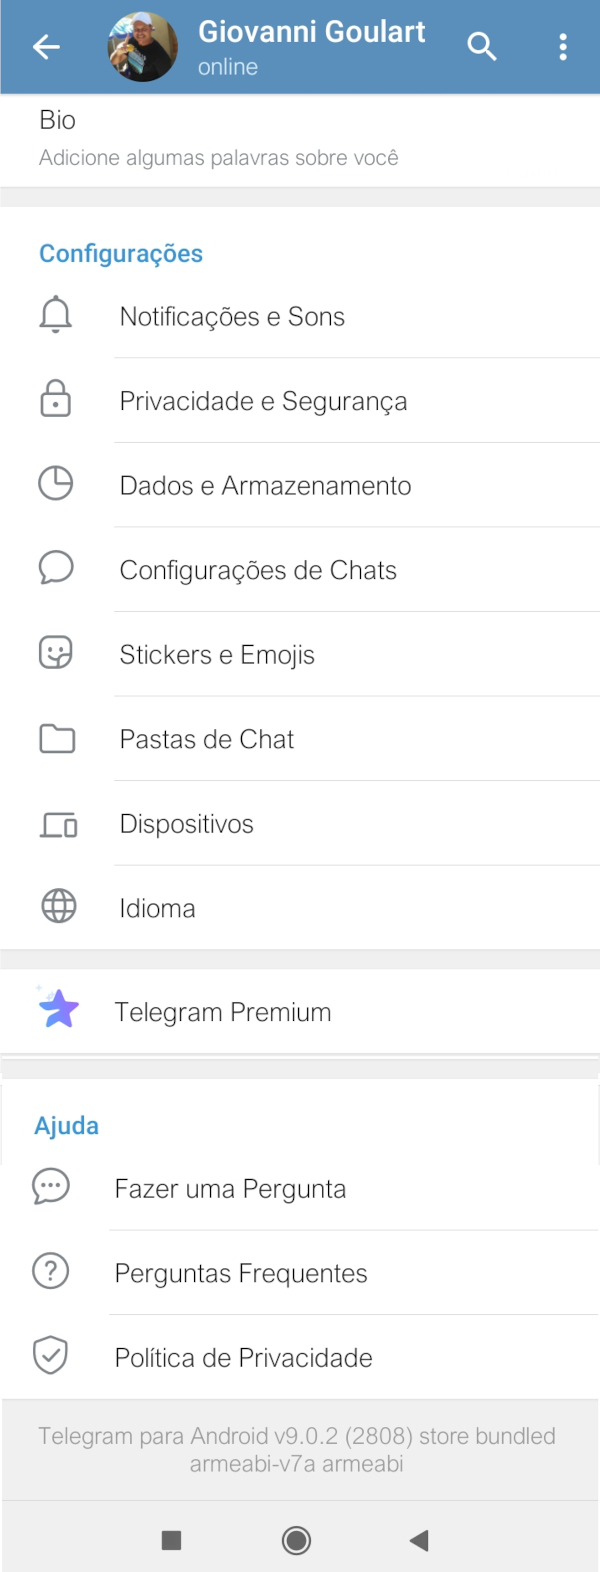 Giovanni Goulart
online
Bio
Adicione algumas palavras sobre você
Configurações
Notificações e Sons
Privacidade e Segurança
Dados e Armazenamento
Configurações de Chats
Stickers e Emojis
Pastas de Chat
Dispositivos
Idioma
Telegram Premium
Ajuda
Fazer uma Pergunta
Perguntas Frequentes
Política de Privacidade
Telegram para Android v9.0.2 (2808) store bundled
armeabi-v7a armeabi